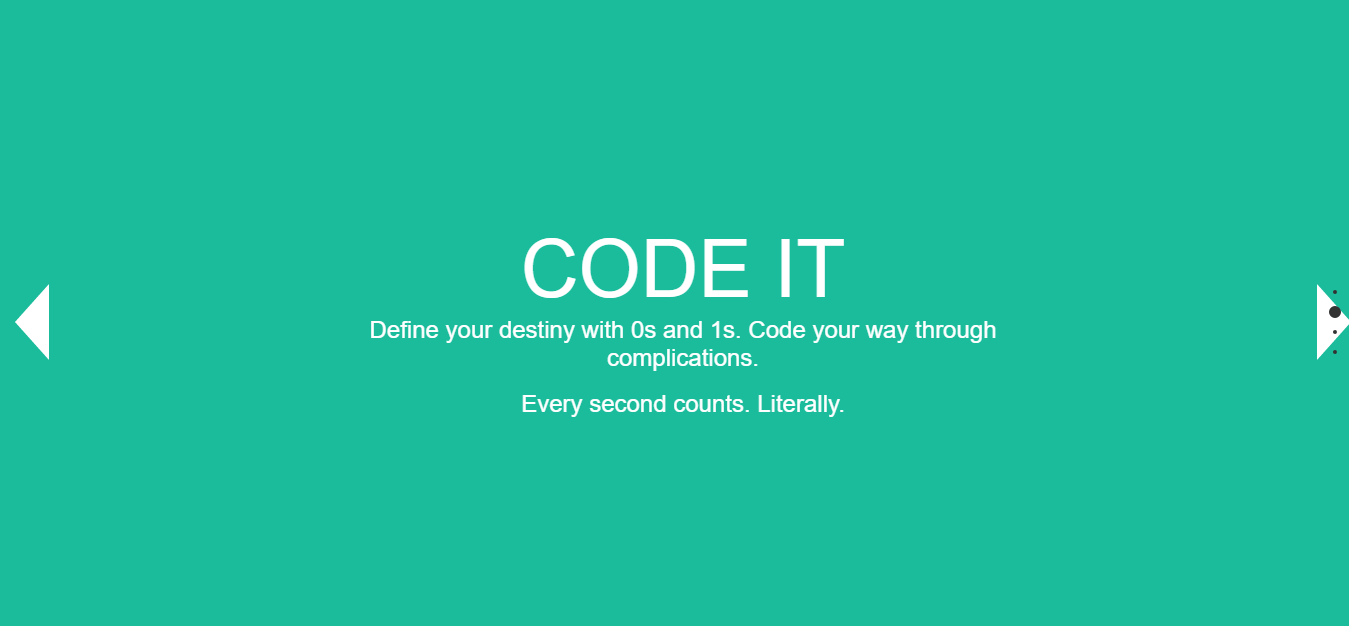 CODE IT
Define your destiny with 0s and 1s. Code your way through
complications.
Every second counts. Literally.